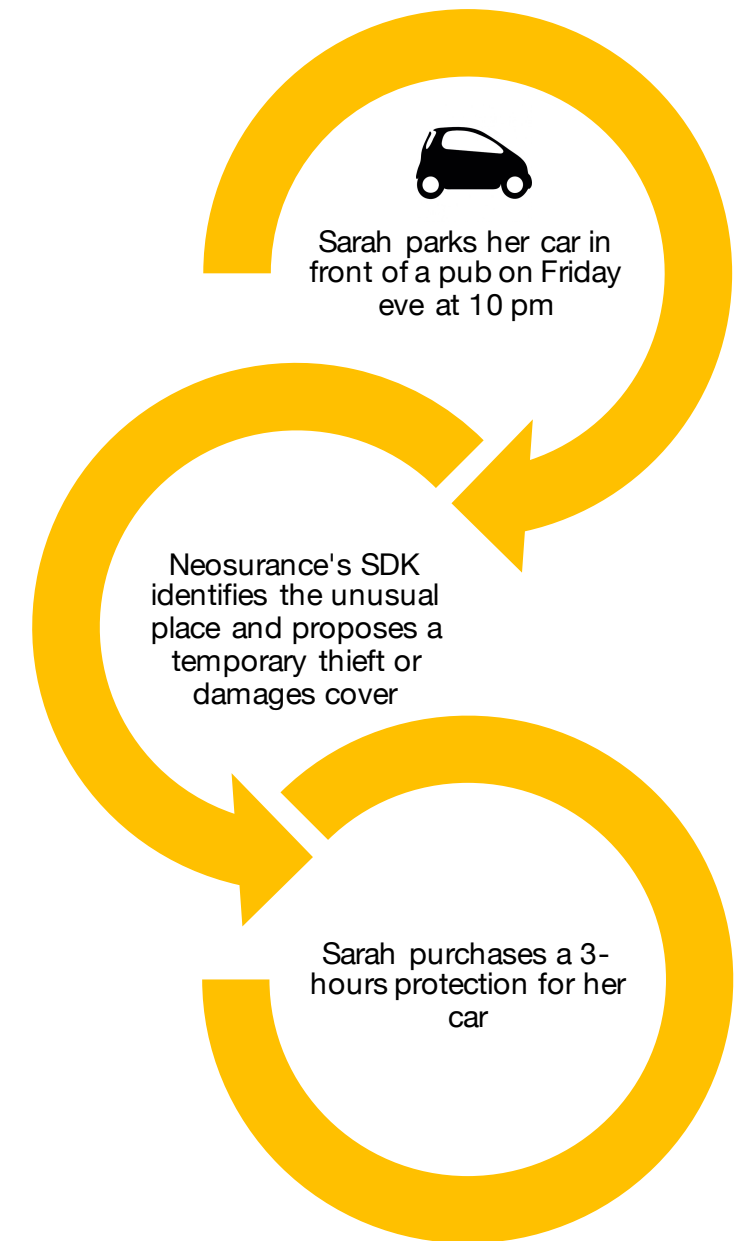 Sarah parks her car in
front of a pub on Friday
eve at 10 pm
Neosurance's SDK
identifies the unusual
place and proposes a
temporary thieft or
damages cover
Sarah purchases a 3-
hours protection for her
car